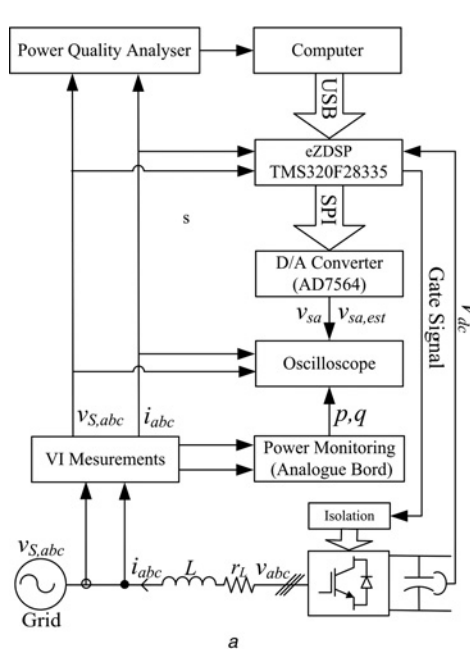 Power Quality Analyser
Computer
USB
eZDSP
TMS320F28335
SPI
s
D/A Converter
(AD7564)
Gate Signal
v_dc
v_sa v_sa,est
Oscilloscope
v_S,abc i_abc
p,q
VI Mesurements
Power Monitoring
(Analogue Bord)
Isolation
v_S,abc
i_abc L r_L v_abc
Grid
a